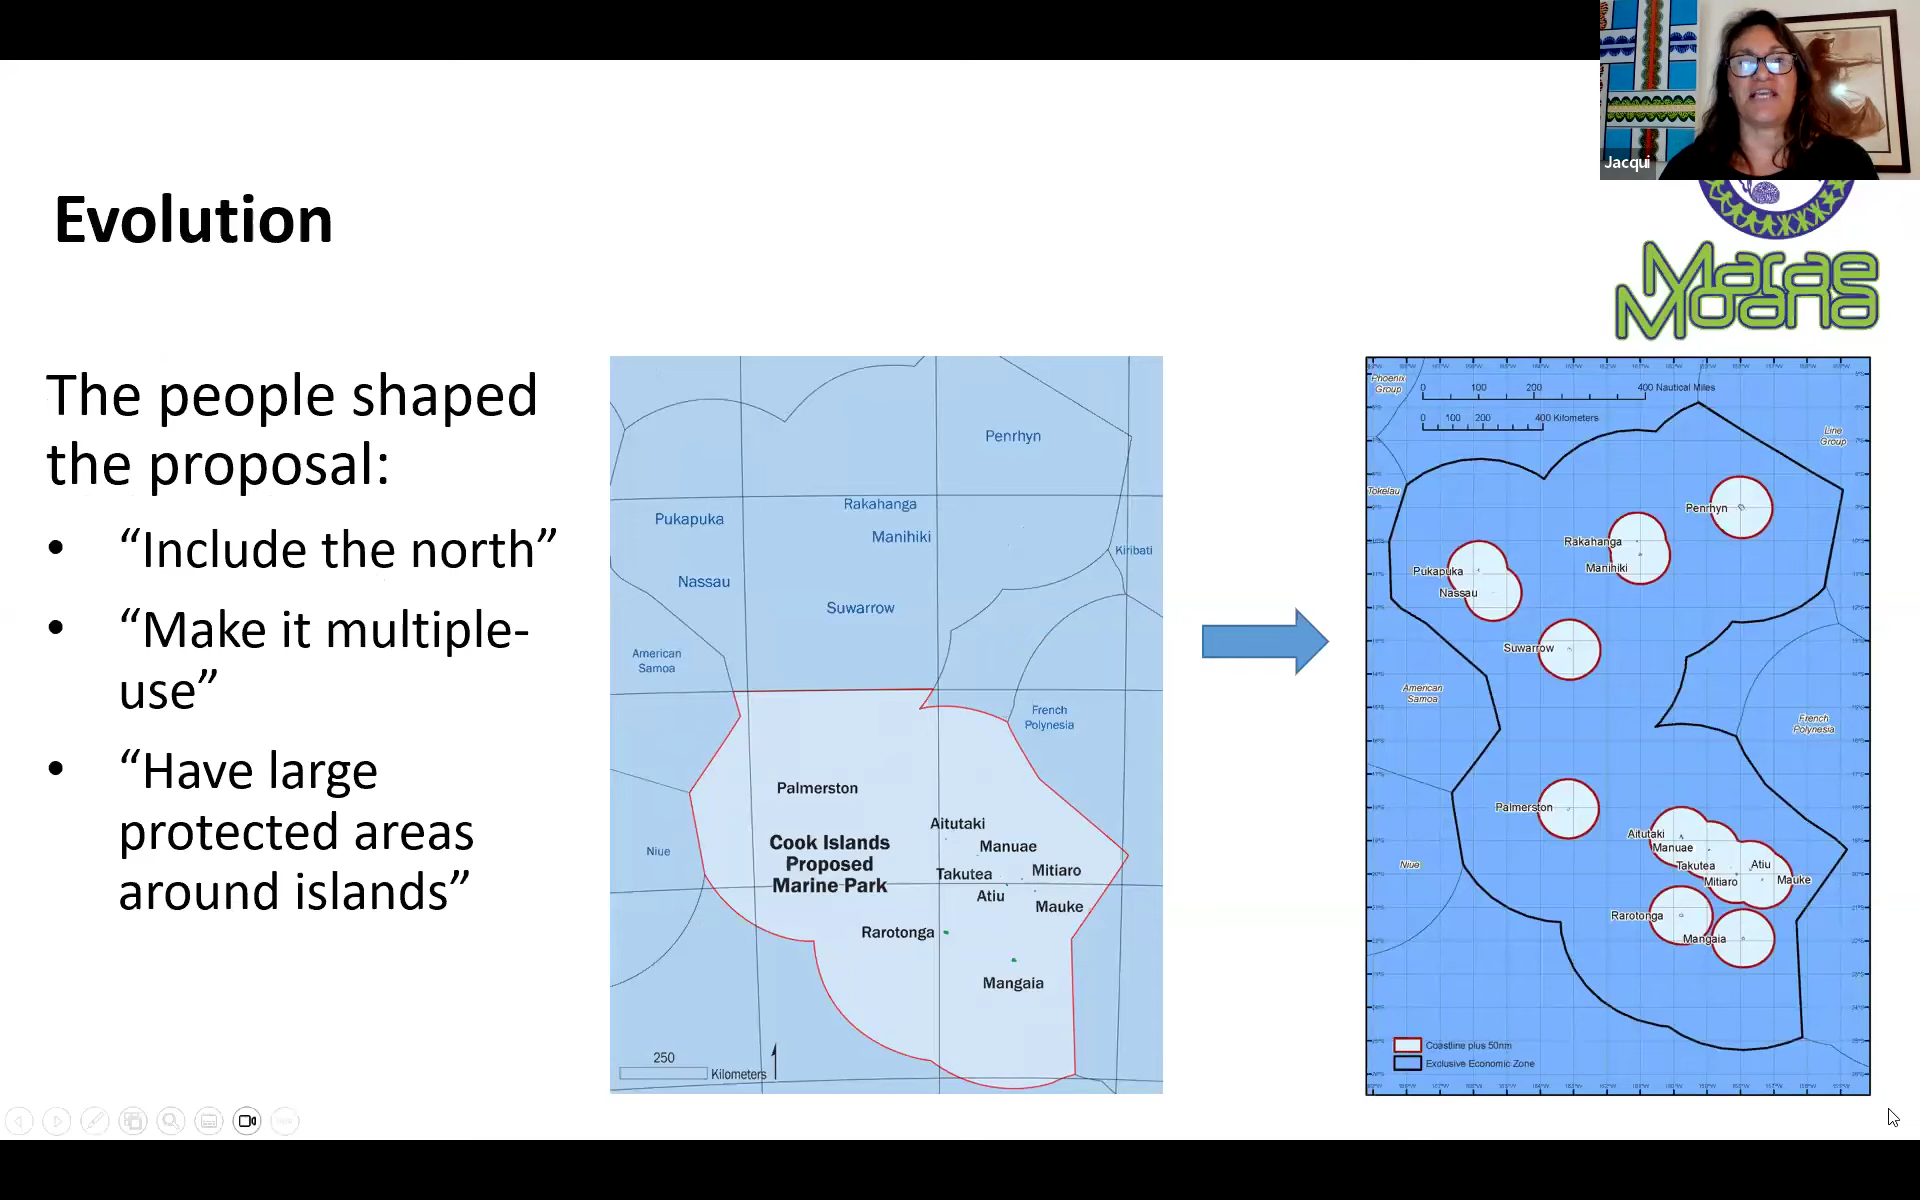 Jacqui
Evolution
Marae
Moana
The people shaped
the proposal:
• “Include the north”
• “Make it multiple-
use”
• “Have large
protected areas
around islands”
Penrhyn
Rakahanga
Pukapuka
Manihiki
Kiribati
Nassau
Suwarrow
American
Samoa
French
Polynesia
Palmerston
Aitutaki
Cook Islands
Proposed
Marine Park
Manuae
Niue
Mitiaro
Takutea
Atiu
Mauke
Rarotonga
Mangaia
250
Kilometers
Phoenix
Group
0 100 200 400 Nautical Miles
0 100 200 400 Kilometers
Line
Group
Tokelau
Penrhyn
Rakahanga
Manihiki
Pukapuka
Nassau
Suwarrow
American
Samoa
French
Polynesia
Palmerston
Aitutaki
Manuae
Takutea
Atiu
Mitiaro
Mauke
Niue
Rarotonga
Mangaia
Coastline plus 50nm
Exclusive Economic Zone